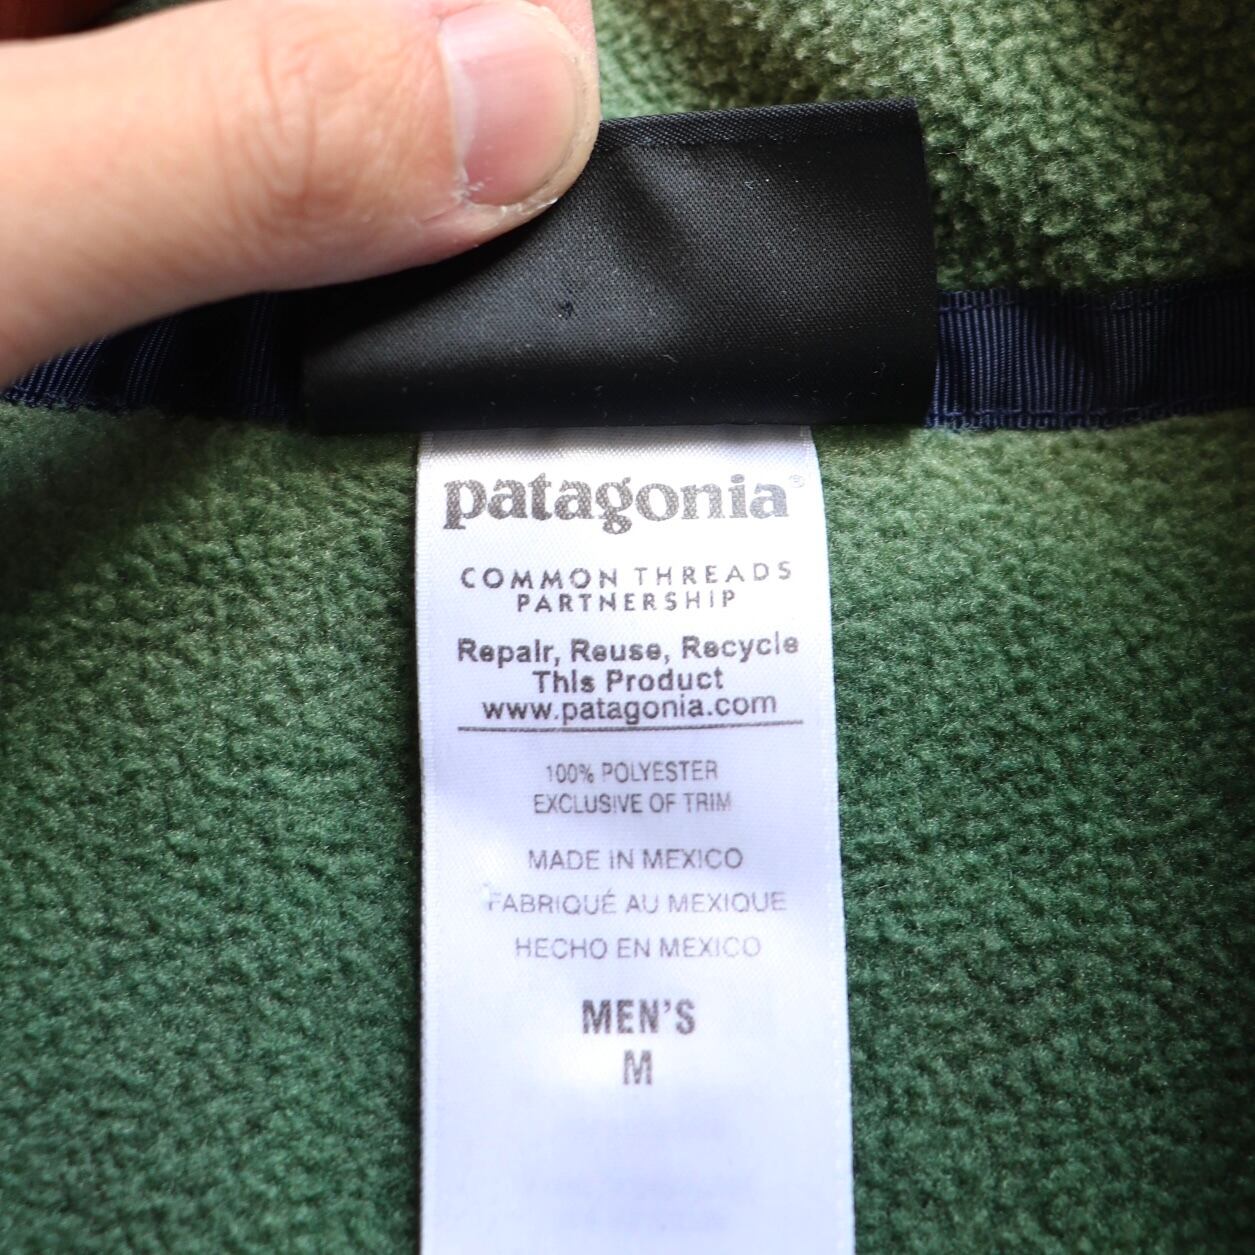 patagonia®
COMMON THREADS
PARTNERSHIP
Repair, Reuse, Recycle
This Product
www.patagonia.com
100% POLYESTER
EXCLUSIVE OF TRIM
MADE IN MEXICO
FABRIQUÉ AU MEXIQUE
HECHO EN MEXICO
MEN'S
M